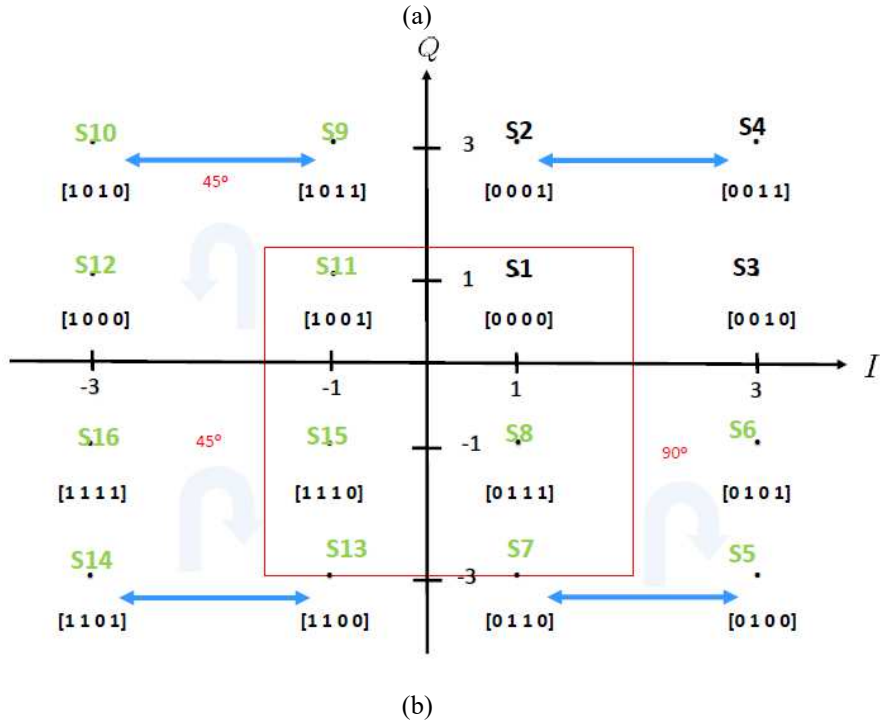 (a)
Q
S10 S9 S2 S4
3
45º
[1 0 1 0] [1 0 1 1] [0 0 0 1] [0 0 1 1]
S12 S11 S1 S3
1
[1 0 0 0] [1 0 0 1] [0 0 0 0] [0 0 1 0]
-3 -1 1 3 I
S16 45º S15 -1 S8 90º S6
[1 1 1 1] [1 1 1 0] [0 1 1 1] [0 1 0 1]
S14 S13 S7 S5
-3
[1 1 0 1] [1 1 0 0] [0 1 1 0] [0 1 0 0]
(b)